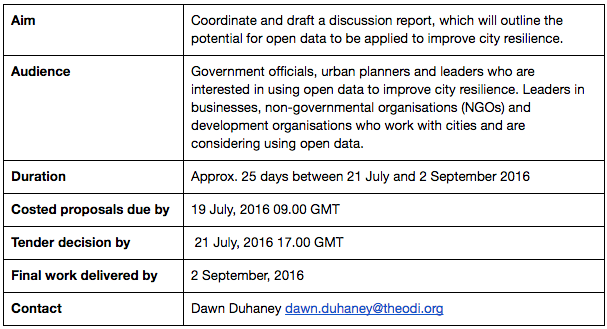 Aim
Coordinate and draft a discussion report, which will outline the
potential for open data to be applied to improve city resilience.
Audience
Government officials, urban planners and leaders who are
interested in using open data to improve city resilience. Leaders in
businesses, non-governmental organisations (NGOs) and
development organisations who work with cities and are
considering using open data.
Duration
Approx. 25 days between 21 July and 2 September 2016
Costed proposals due by
19 July, 2016 09.00 GMT
Tender decision by
21 July, 2016 17.00 GMT
Final work delivered by
2 September, 2016
Contact
Dawn Duhaney dawn.duhaney@theodi.org